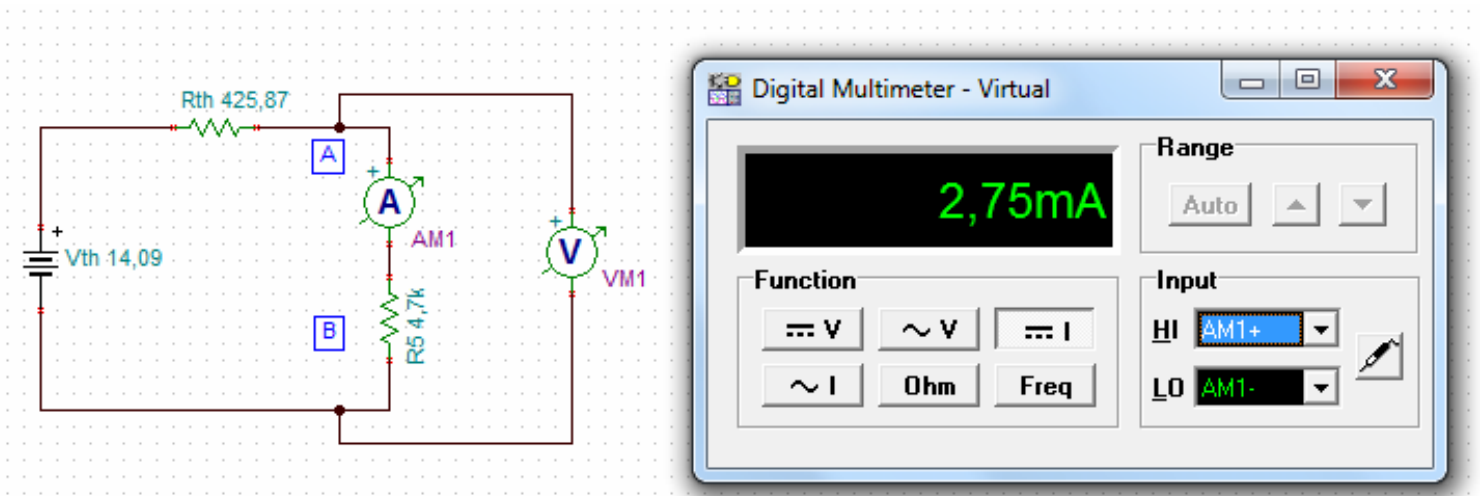 Rth 425,87
A
+
A
AM1
+
Vth 14,09
B
R5 4,7k
+
V
VM1
Digital Multimeter - Virtual
2,75mA
Range
Auto
Function
V
~ V
I
~ I
Ohm
Freq
Input
HI AM1+
LO AM1-